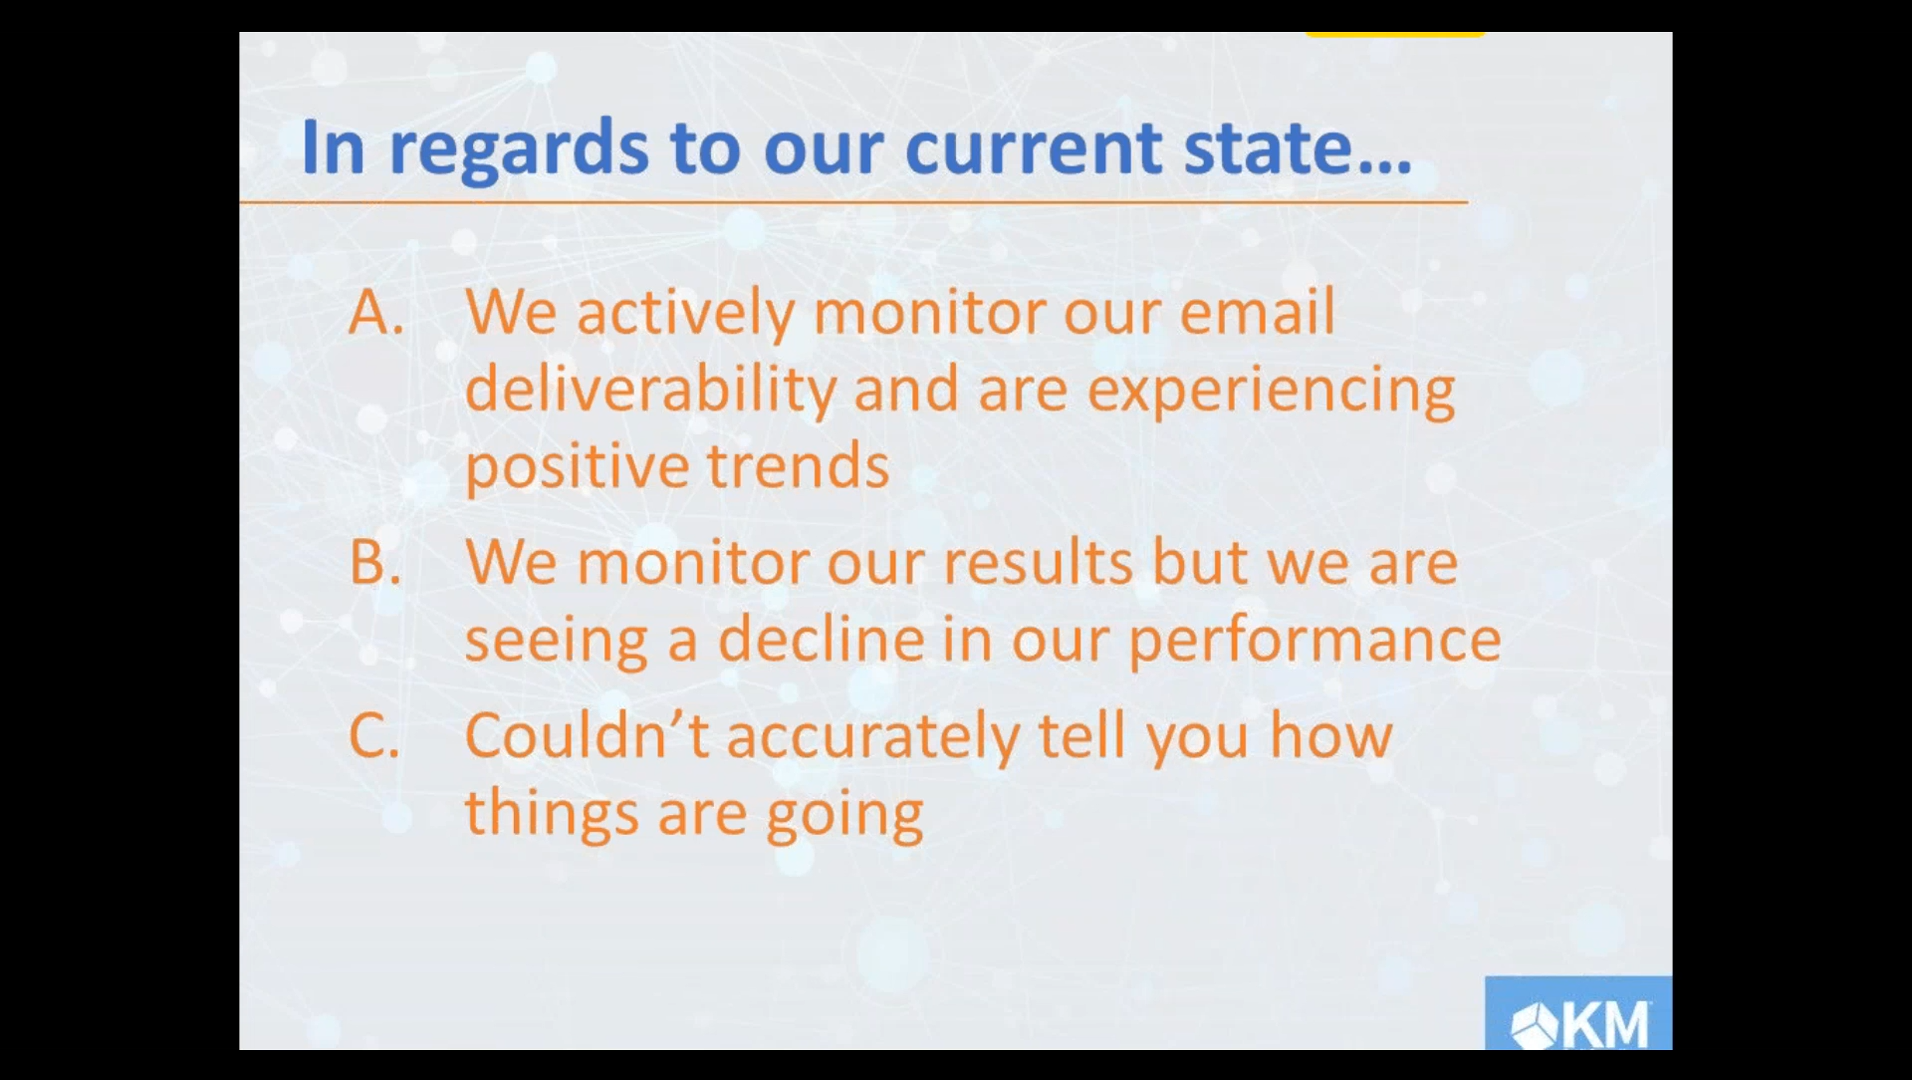 In regards to our current state...
A. We actively monitor our email
deliverability and are experiencing
positive trends
B. We monitor our results but we are
seeing a decline in our performance
C. Couldn’t accurately tell you how
things are going
KM